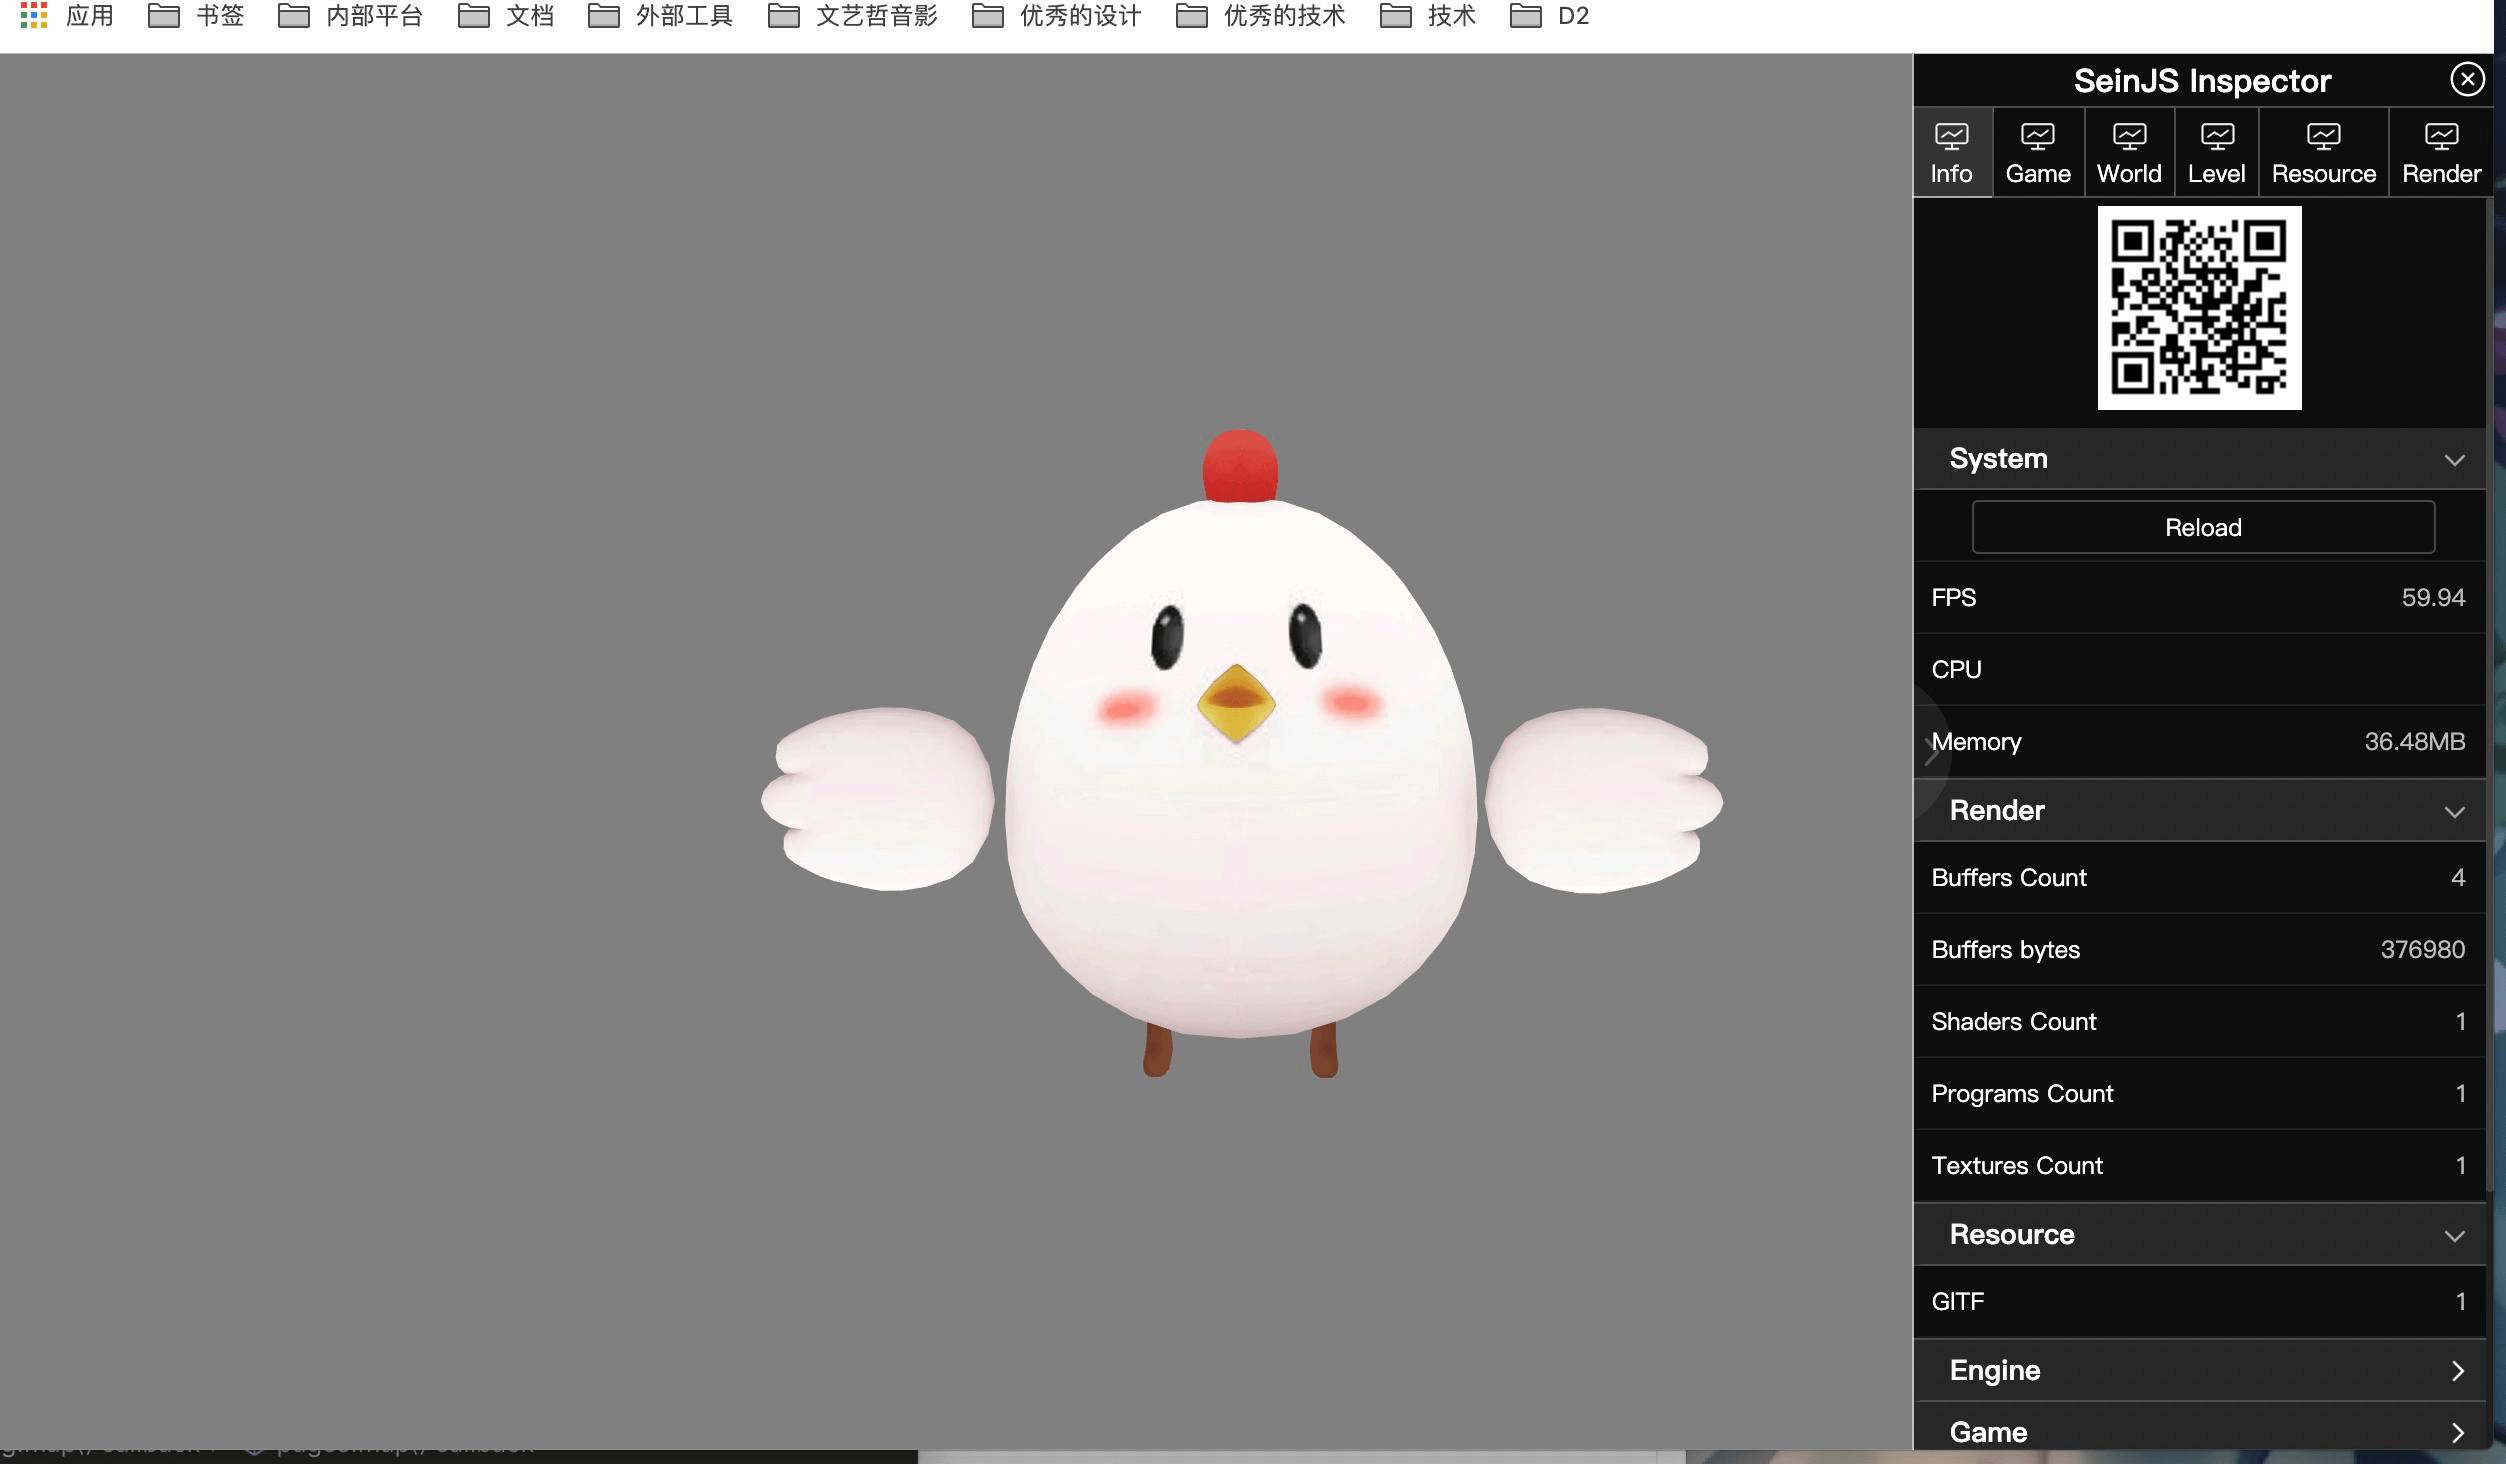 应用 书签 内部平台 文档 外部工具 文艺哲音影 优秀的设计 优秀的技术 技术 D2
SeinJS Inspector
Info Game World Level Resource Render
System
Reload
FPS 59.94
CPU
Memory 36.48MB
Render
Buffers Count 4
Buffers bytes 376980
Shaders Count 1
Programs Count 1
Textures Count 1
Resource
GlTF 1
Engine
Game